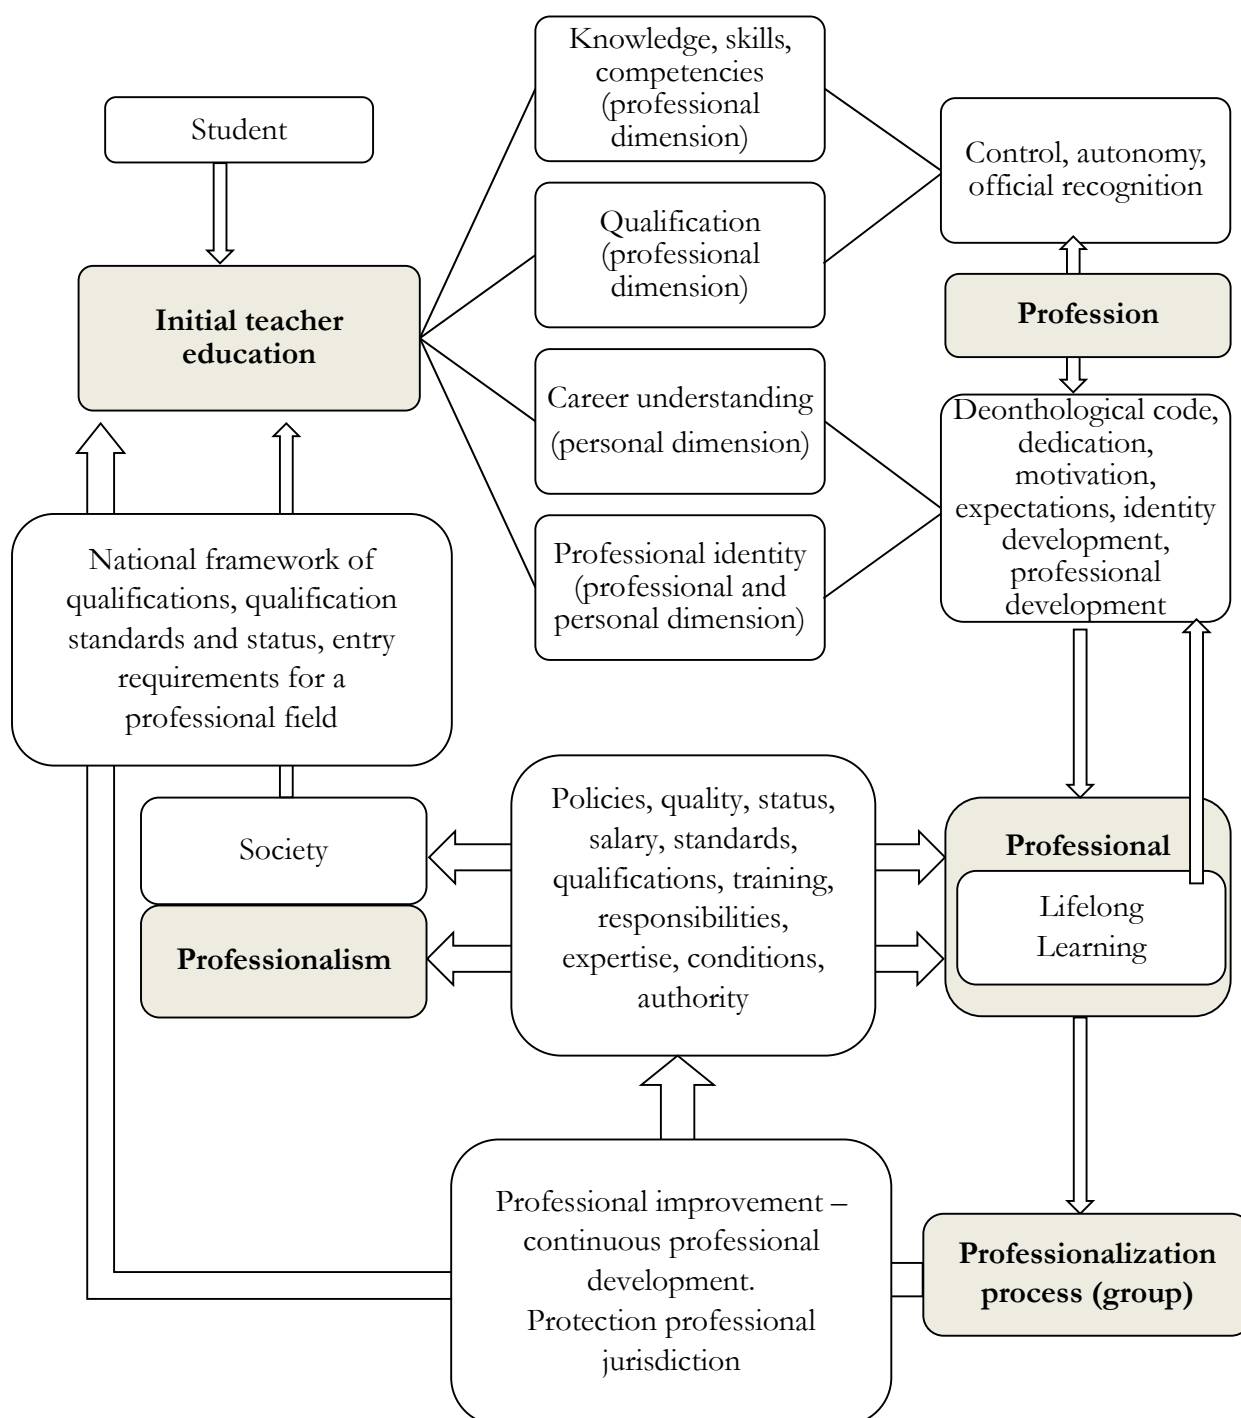 Student
Initial teacher
education
Knowledge, skills,
competencies
(professional
dimension)
Qualification
(professional
dimension)
Career understanding
(personal dimension)
Professional identity
(professional and
personal dimension)
Control, autonomy,
official recognition
Profession
Deonthological code,
dedication,
motivation,
expectations, identity
development,
professional
development
National framework of
qualifications, qualification
standards and status, entry
requirements for a
professional field
Society
Professionalism
Policies, quality, status,
salary, standards,
qualifications, training,
responsibilities,
expertise, conditions,
authority
Professional
Lifelong
Learning
Professional improvement –
continuous professional
development.
Protection professional
jurisdiction
Professionalization
process (group)